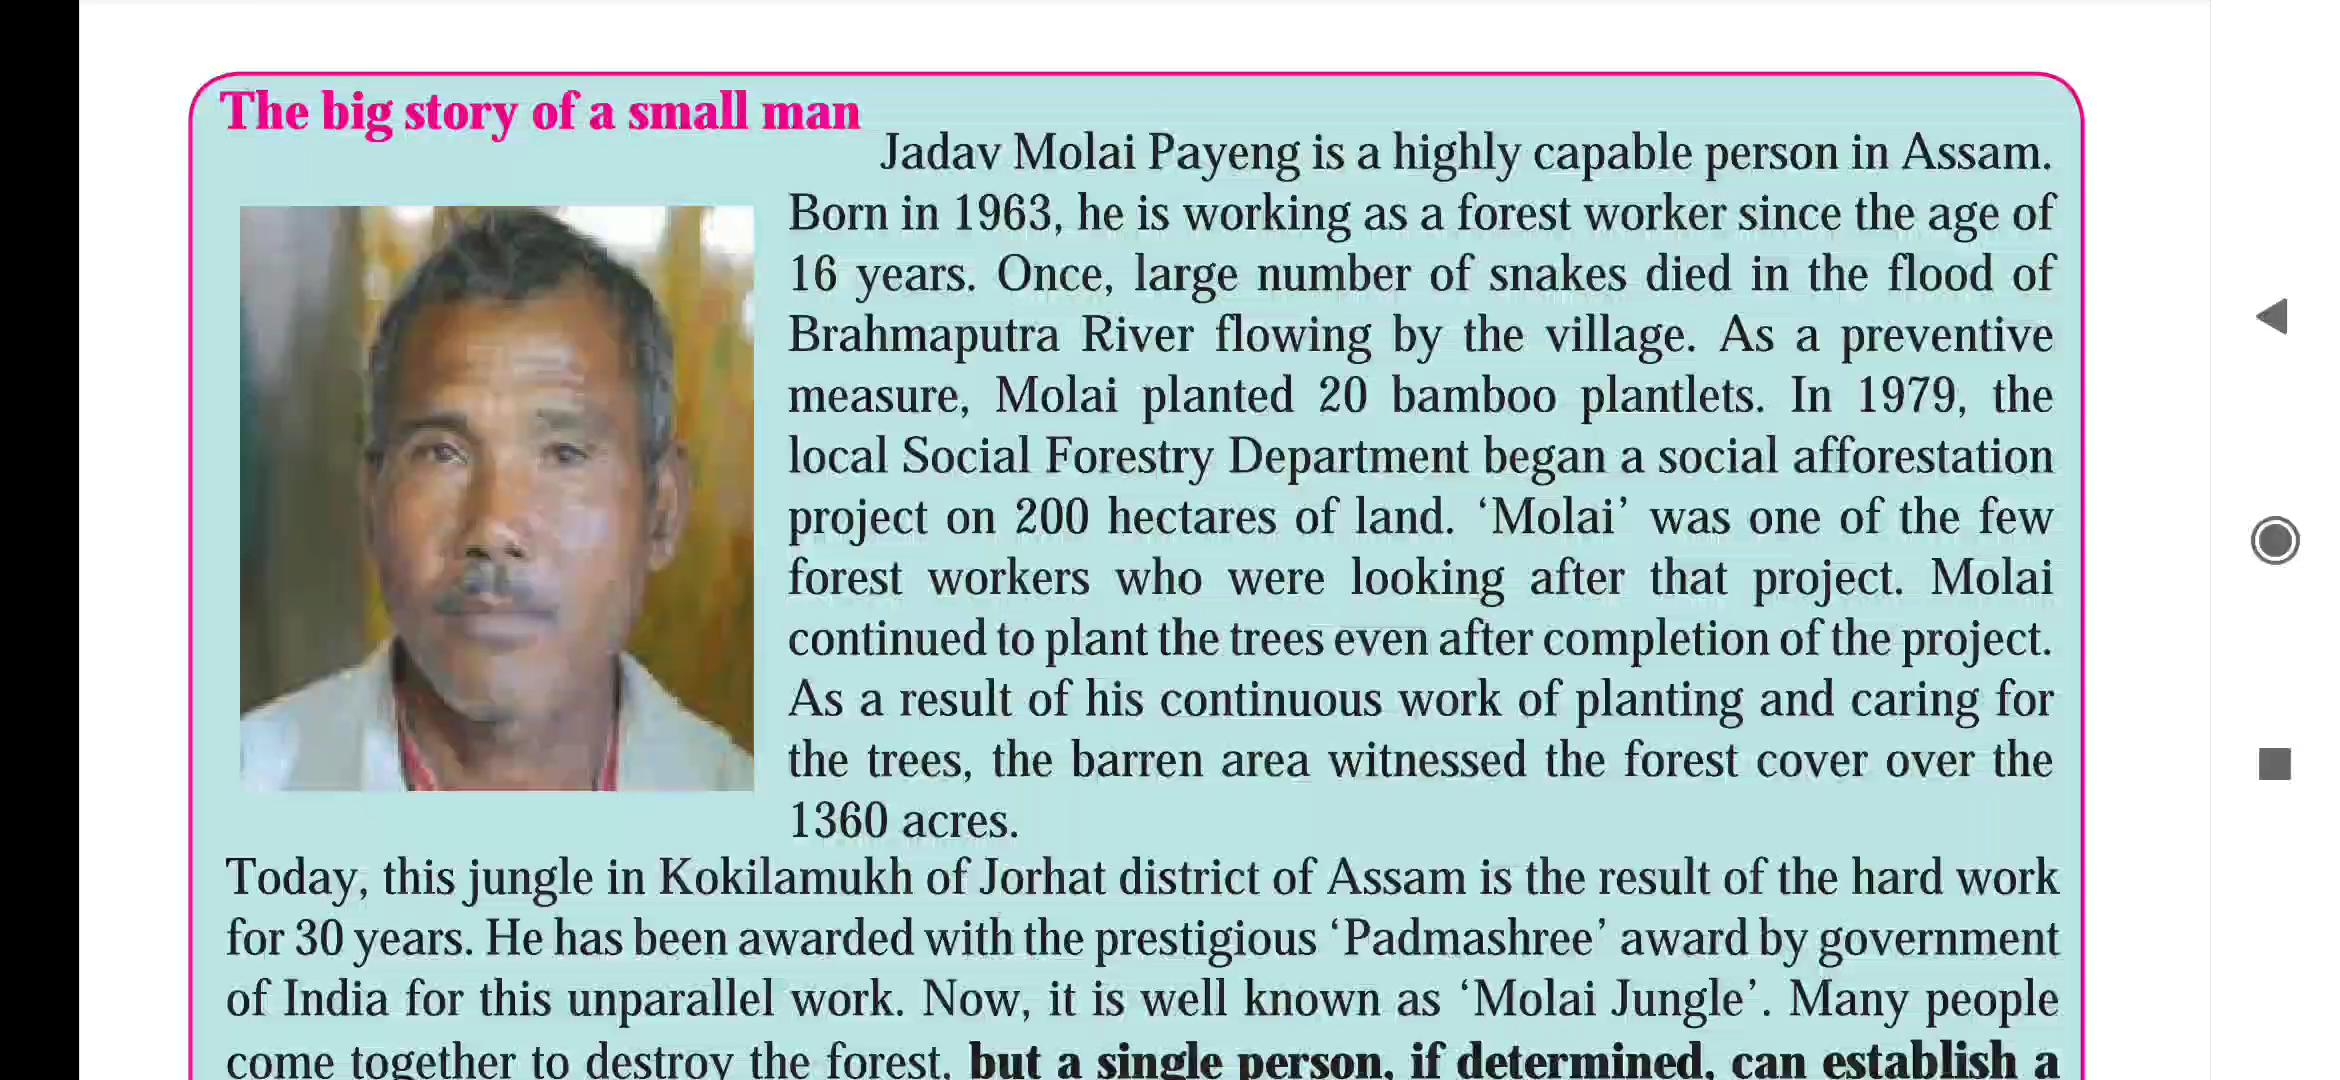 The big story of a small man
Jadav Molai Payeng is a highly capable person in Assam.
Born in 1963, he is working as a forest worker since the age of
16 years. Once, large number of snakes died in the flood of
Brahmaputra River flowing by the village. As a preventive
measure, Molai planted 20 bamboo plantlets. In 1979, the
local Social Forestry Department began a social afforestation
project on 200 hectares of land. ‘Molai’ was one of the few
forest workers who were looking after that project. Molai
continued to plant the trees even after completion of the project.
As a result of his continuous work of planting and caring for
the trees, the barren area witnessed the forest cover over the
1360 acres.
Today, this jungle in Kokilamukh of Jorhat district of Assam is the result of the hard work
for 30 years. He has been awarded with the prestigious ‘Padmashree’ award by government
of India for this unparallel work. Now, it is well known as ‘Molai Jungle’. Many people
come together to destroy the forest, but a single person, if determined, can establish a